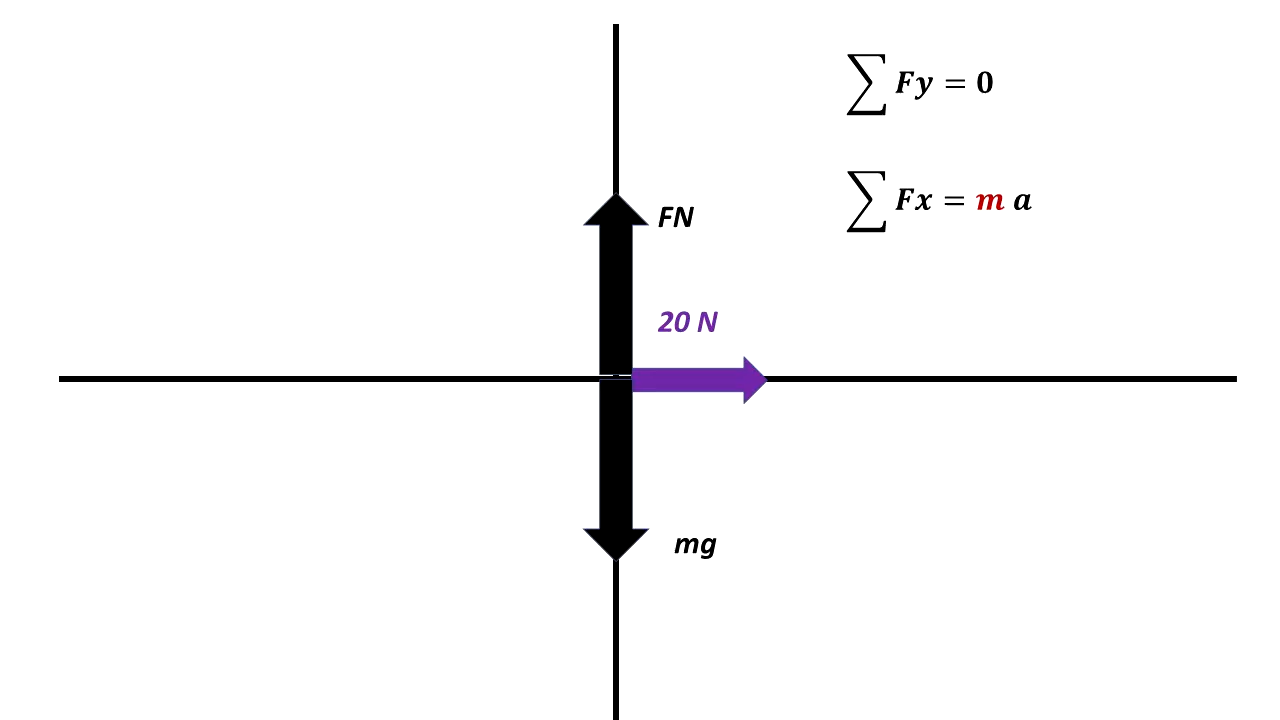 ∑ Fy = 0
∑ Fx = m a
FN
20 N
mg